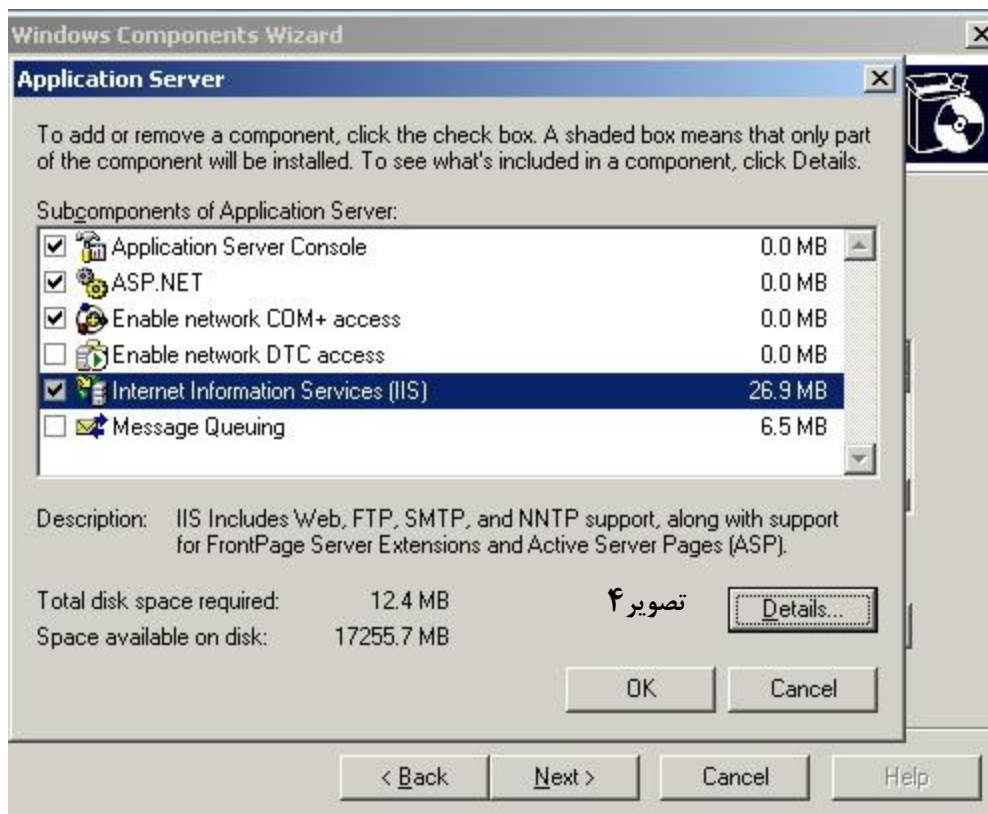 Windows Components Wizard
Application Server
To add or remove a component, click the check box. A shaded box means that only part
of the component will be installed. To see what's included in a component, click Details.
Subcomponents of Application Server:
Application Server Console 0.0 MB
ASP.NET 0.0 MB
Enable network COM+ access 0.0 MB
Enable network DTC access 0.0 MB
Internet Information Services (IIS) 26.9 MB
Message Queuing 6.5 MB
Description: IIS Includes Web, FTP, SMTP, and NNTP support, along with support
for FrontPage Server Extensions and Active Server Pages (ASP).
Total disk space required: 12.4 MB تصویر ۴ Details...
Space available on disk: 17255.7 MB
OK Cancel
< Back Next > Cancel Help